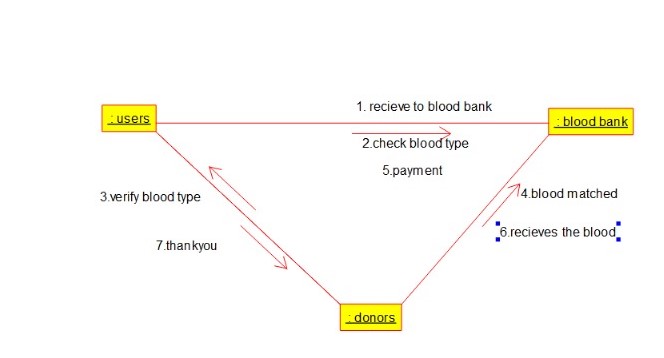 1. recieve to blood bank
: users
: blood bank
2.check blood type
5.payment
3.verify blood type
4.blood matched
6.recieves the blood
7.thankyou
: donors